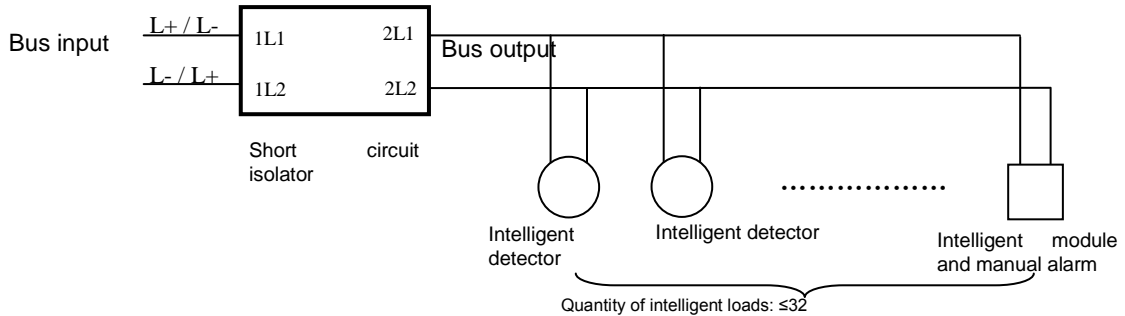 Bus input
L+ / L-
L- / L+
1L1
1L2
2L1
2L2
Bus output
Short circuit
isolator
Intelligent
detector
Intelligent detector
Intelligent module
and manual alarm
Quantity of intelligent loads: ≤32